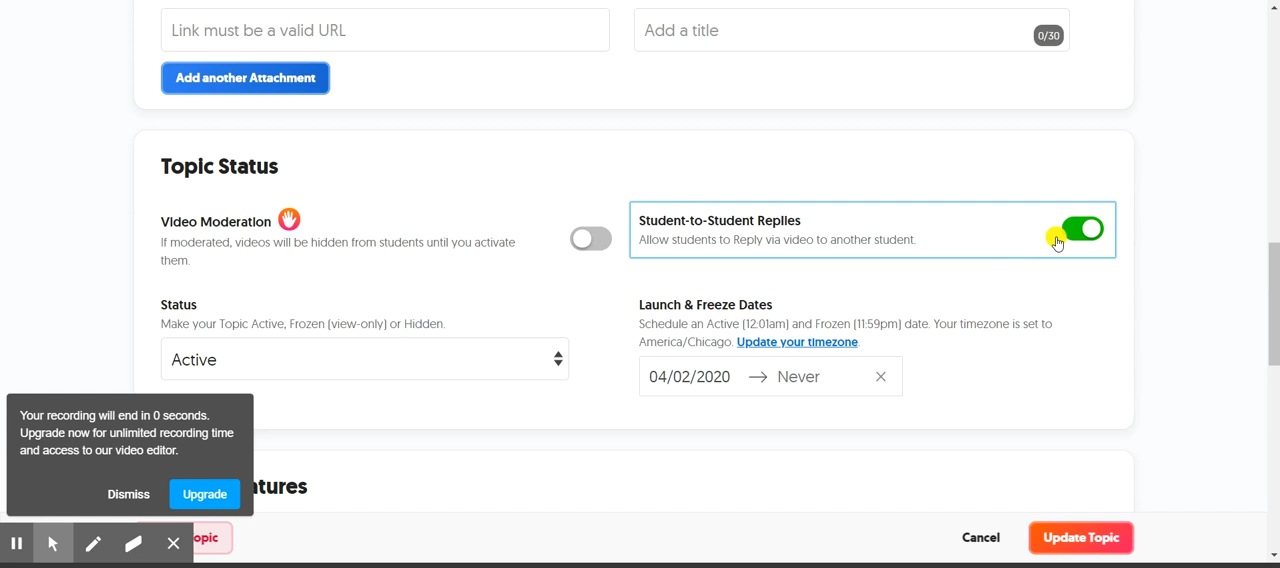 Link must be a valid URL
Add a title
0/30
Add another Attachment
Topic Status
Video Moderation
If moderated, videos will be hidden from students until you activate
them.
Student-to-Student Replies
Allow students to Reply via video to another student.
Status
Make your Topic Active, Frozen (view-only) or Hidden.
Active
Launch & Freeze Dates
Schedule an Active (12:01am) and Frozen (11:59pm) date. Your timezone is set to
America/Chicago. Update your timezone.
04/02/2020 → Never
Your recording will end in 0 seconds.
Upgrade now for unlimited recording time
and access to our video editor.
Dismiss
Upgrade
atures
opic
Cancel
Update Topic